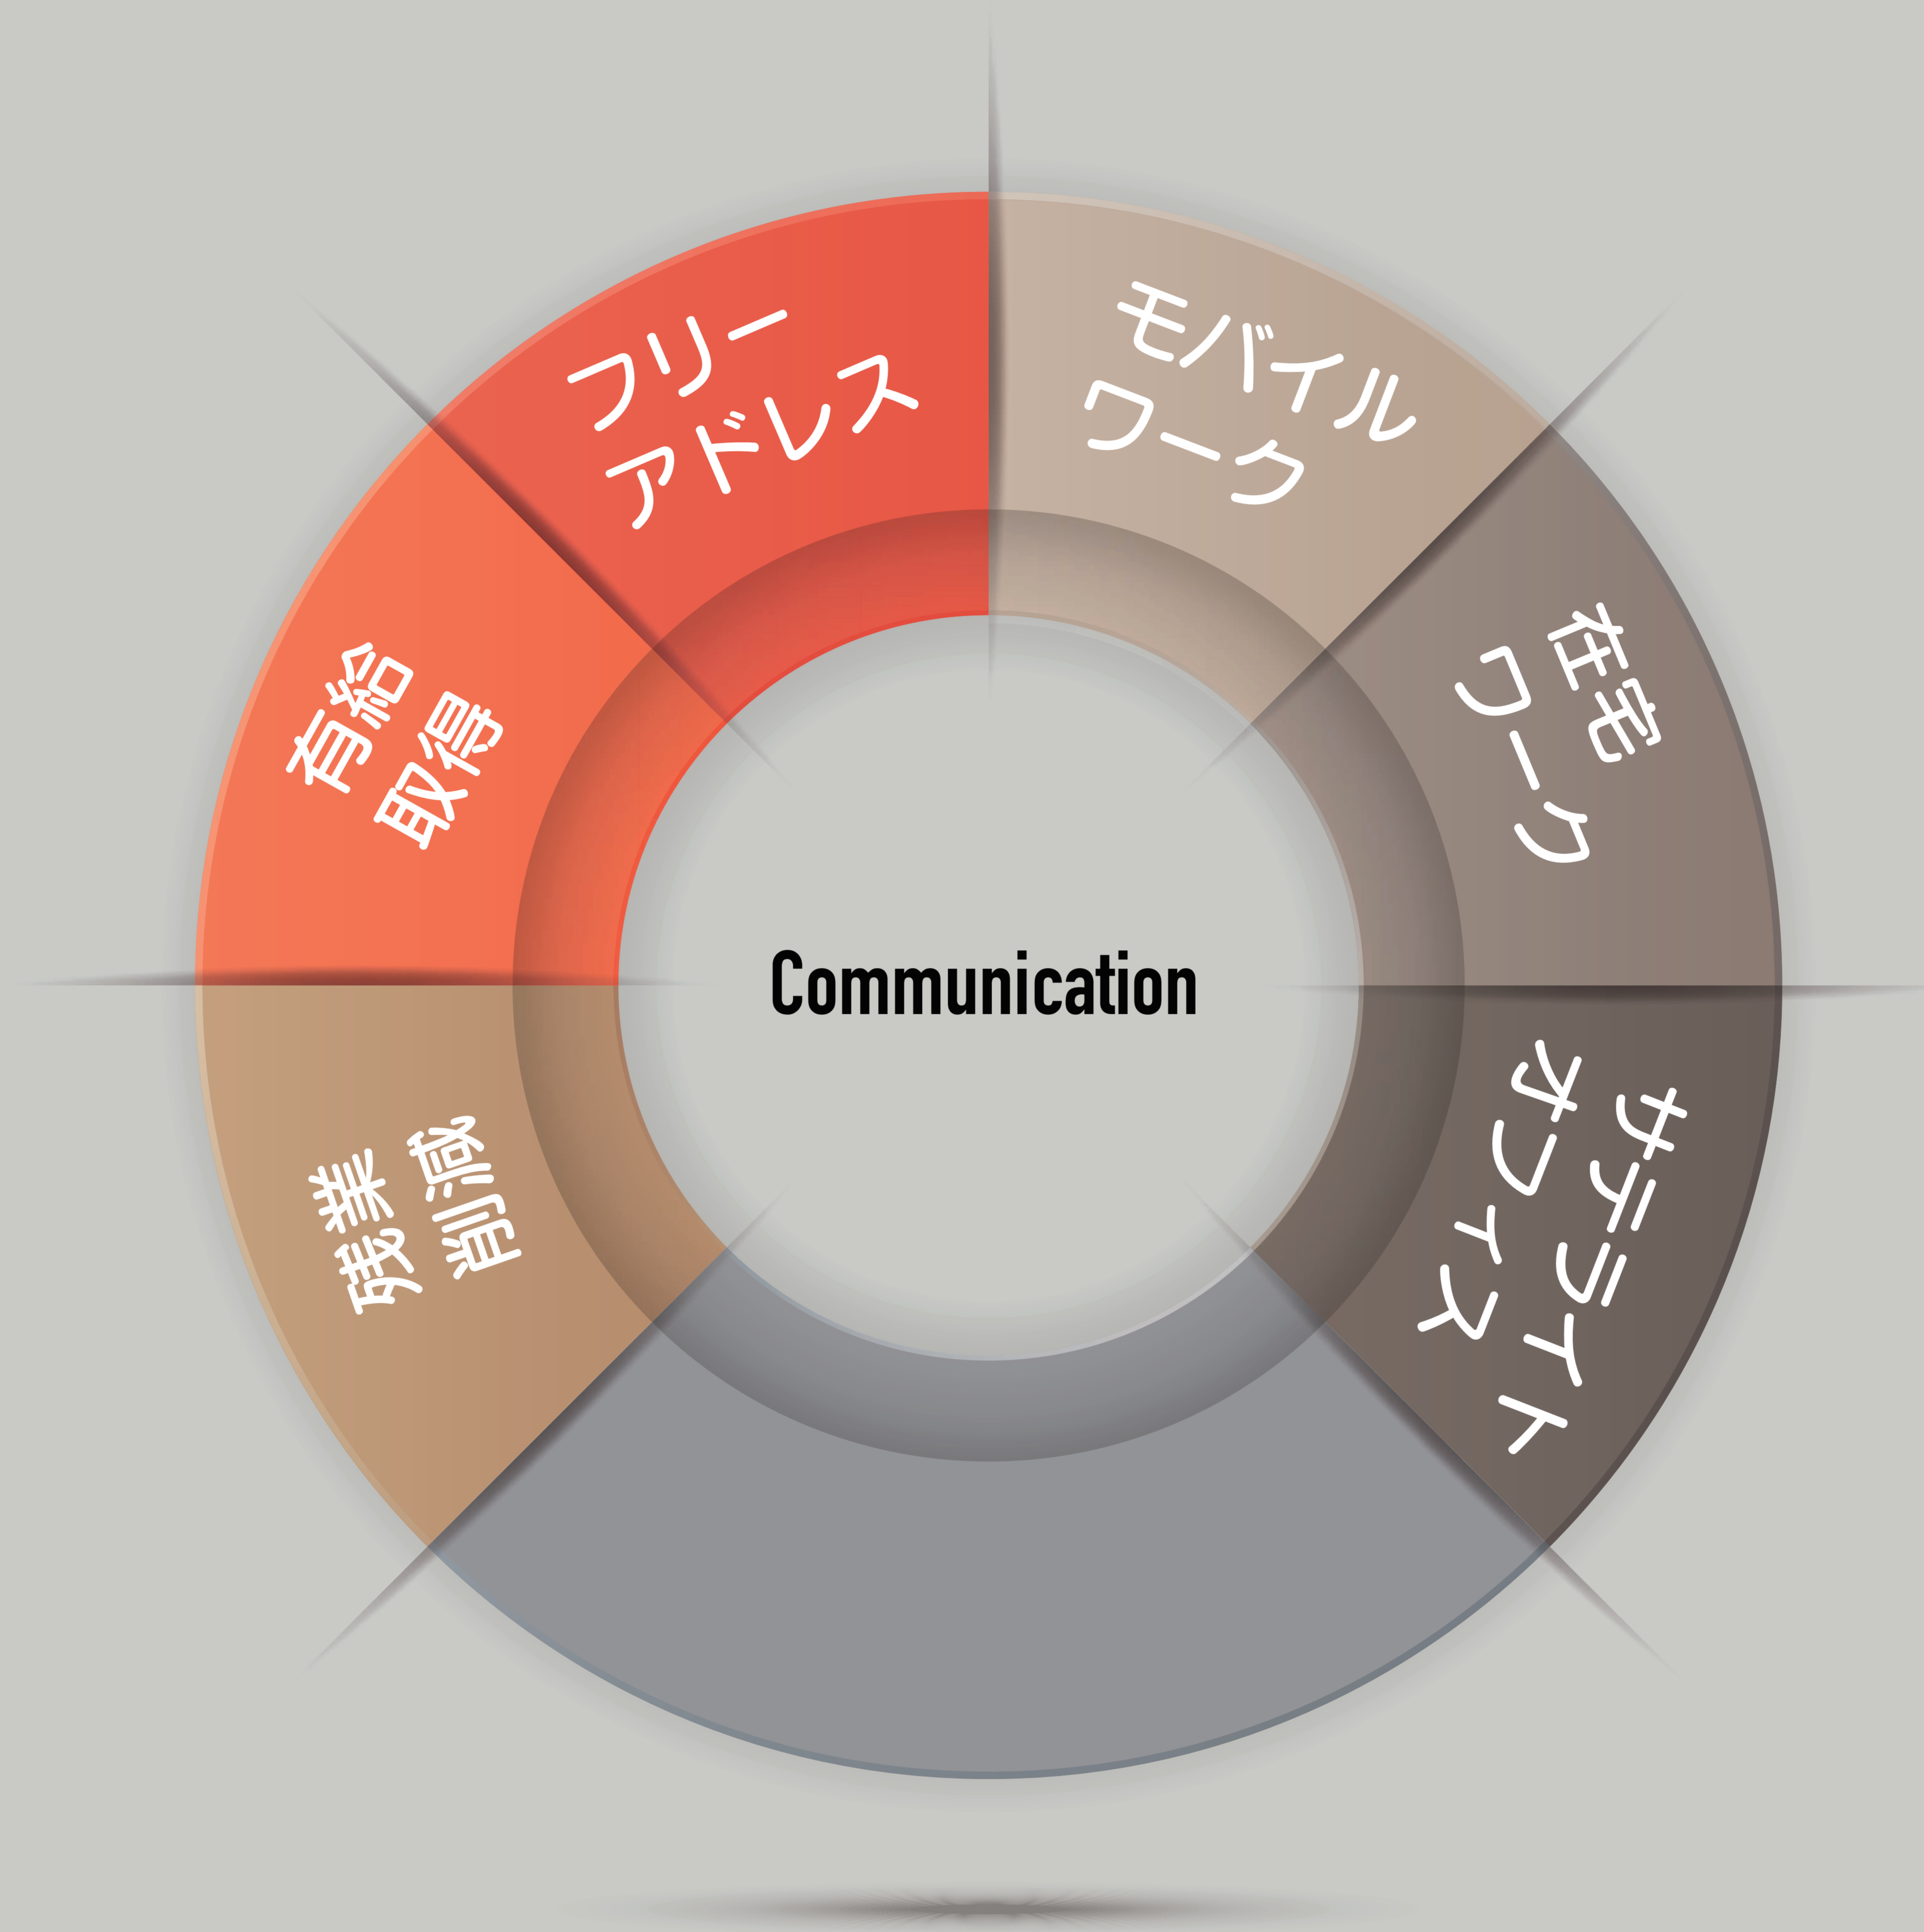 フリー
アドレス
モバイル
ワーク
在宅
ワーク
サテライト
オフィス
残業
減削
有給
取得
Communication